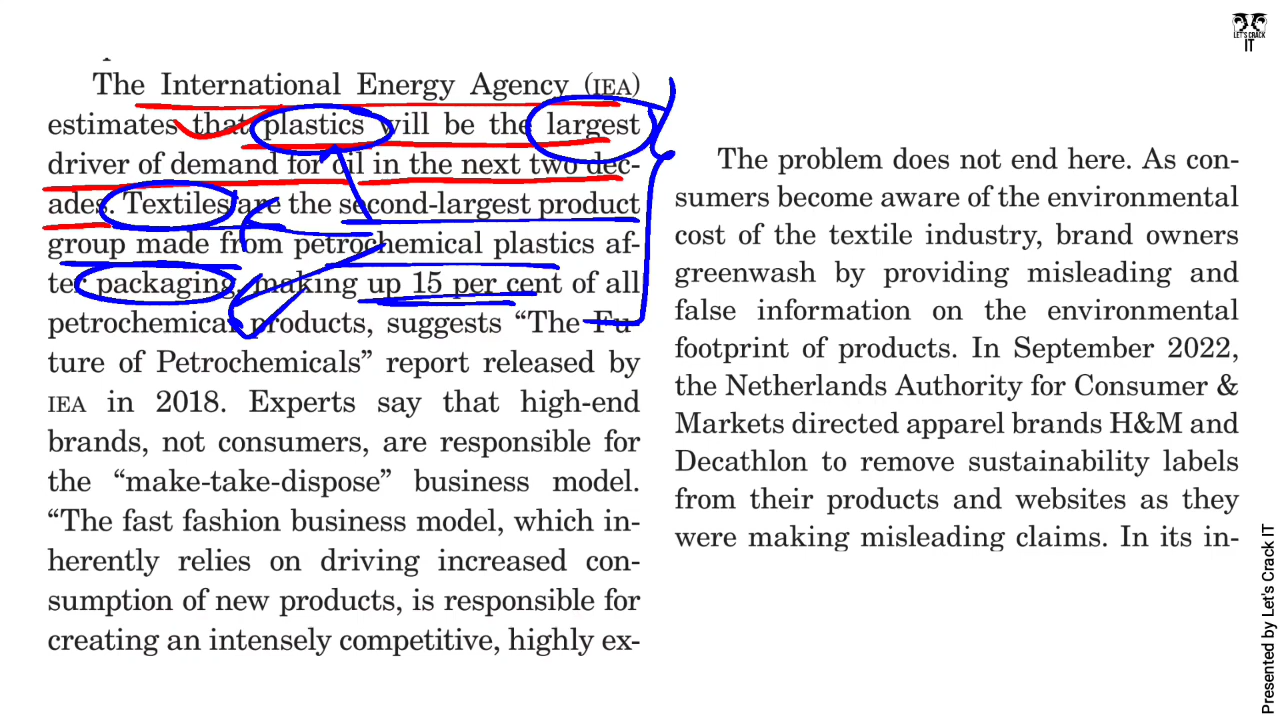 The International Energy Agency (IEA)
estimates that plastics will be the largest
driver of demand for oil in the next two dec-
ades. Textiles are the second-largest product
group made from petrochemical plastics af-
ter packaging, making up 15 per cent of all
petrochemical products, suggests “The Fu-
ture of Petrochemicals” report released by
IEA in 2018. Experts say that high-end
brands, not consumers, are responsible for
the “make-take-dispose” business model.
“The fast fashion business model, which in-
herently relies on driving increased con-
sumption of new products, is responsible for
creating an intensely competitive, highly ex-
The problem does not end here. As con-
sumers become aware of the environmental
cost of the textile industry, brand owners
greenwash by providing misleading and
false information on the environmental
footprint of products. In September 2022,
the Netherlands Authority for Consumer &
Markets directed apparel brands H&M and
Decathlon to remove sustainability labels
from their products and websites as they
were making misleading claims. In its in-
LET'S CRACK
IT
Presented by Let's Crack IT